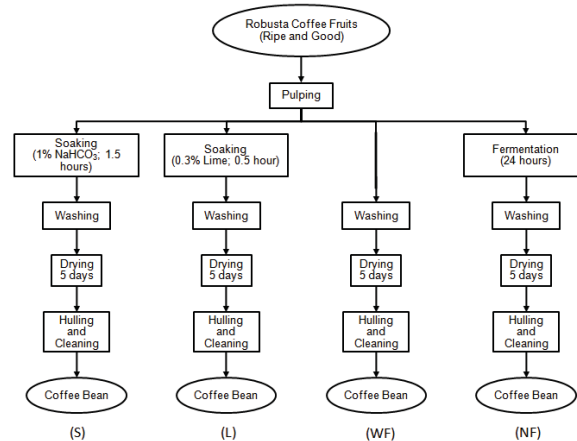 Robusta Coffee Fruits
(Ripe and Good)
Pulping
Soaking
(1% NaHCO₃; 1.5
hours)
Soaking
(0.3% Lime; 0.5 hour)
Fermentation
(24 hours)
Washing
Washing
Washing
Washing
Drying
5 days
Drying
5 days
Drying
5 days
Drying
5 days
Hulling
and
Cleaning
Hulling
and
Cleaning
Hulling
and
Cleaning
Hulling
and
Cleaning
Coffee Bean
Coffee Bean
Coffee Bean
Coffee Bean
(S)
(L)
(WF)
(NF)